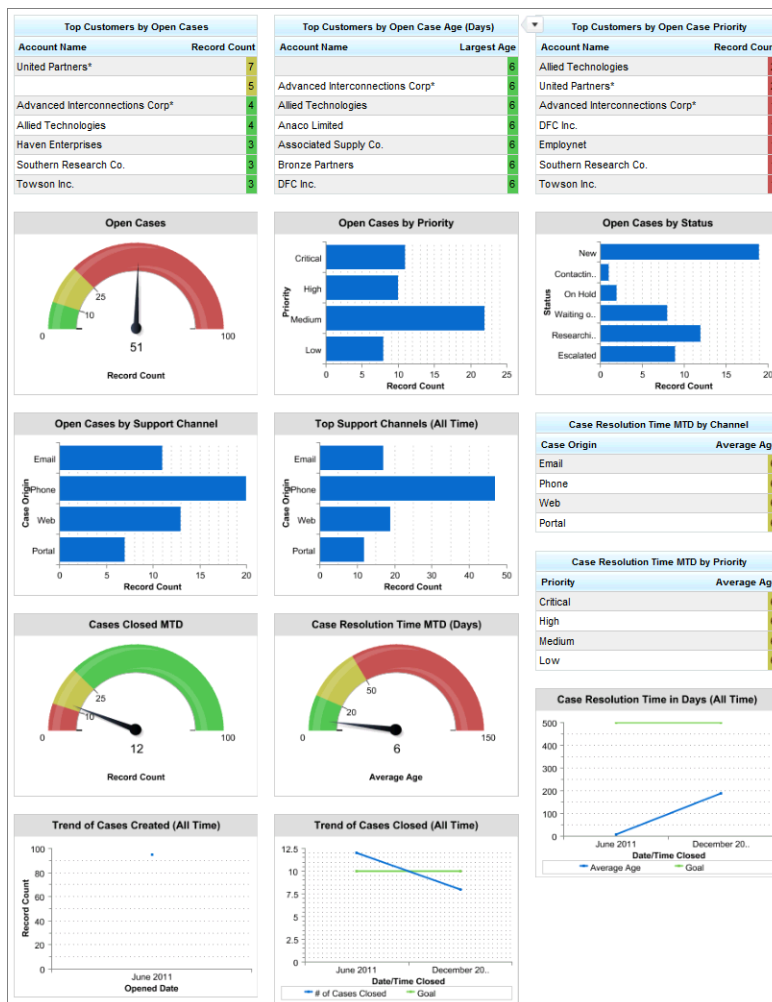 Top Customers by Open Cases
Account Name Record Count
United Partners* 7
5
Advanced Interconnections Corp* 4
Allied Technologies 4
Haven Enterprises 3
Southern Research Co. 3
Towson Inc. 3
Top Customers by Open Case Age (Days)
Account Name Largest Age
6
Advanced Interconnections Corp* 6
Allied Technologies 6
Anaco Limited 6
Associated Supply Co. 6
Bronze Partners 6
DFC Inc. 6
Top Customers by Open Case Priority
Account Name Record Coun
Allied Technologies
United Partners*
Advanced Interconnections Corp*
DFC Inc.
Employnet
Southern Research Co.
Towson Inc.
Open Cases
0 10 25 100
51
Record Count
Open Cases by Priority
Priority
Critical
High
Medium
Low
0 5 10 15 20 25
Record Count
Open Cases by Status
Status
New
Contactin..
On Hold
Waiting o..
Researchi..
Escalated
0 5 10 15 20
Record Count
Open Cases by Support Channel
Case Origin
Email
Phone
Web
Portal
0 5 10 15 20
Record Count
Top Support Channels (All Time)
Case Origin
Email
Phone
Web
Portal
0 10 20 30 40 50
Record Count
Case Resolution Time MTD by Channel
Case Origin Average Ag
Email
Phone
Web
Portal
Case Resolution Time MTD by Priority
Priority Average Ag
Critical
High
Medium
Low
Cases Closed MTD
0 10 25 100
12
Record Count
Case Resolution Time MTD (Days)
0 20 50 150
6
Average Age
Case Resolution Time in Days (All Time)
500
400
300
200
100
0
June 2011 December 20..
Date/Time Closed
Average Age Goal
Trend of Cases Created (All Time)
Record Count
100
80
60
40
20
0
June 2011
Opened Date
Trend of Cases Closed (All Time)
12.5
10
7.5
5
2.5
0
June 2011 December 20..
Date/Time Closed
# of Cases Closed Goal